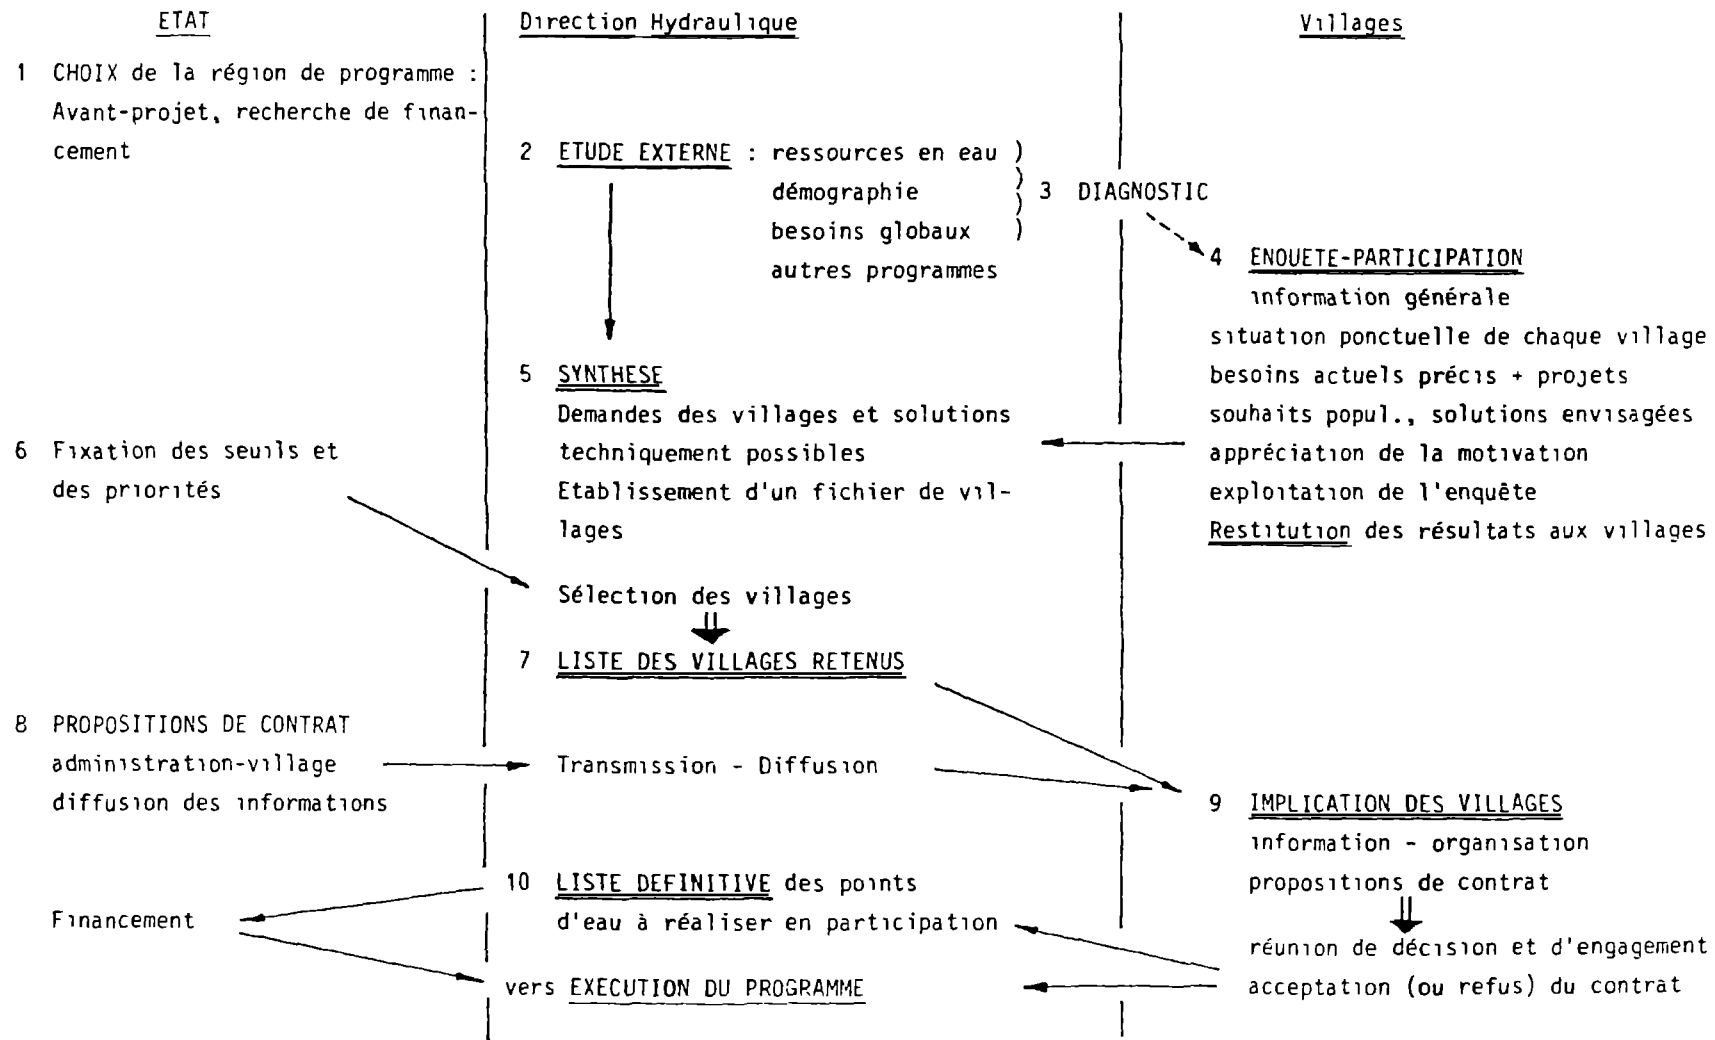 ETAT
Direction Hydraulique
Villages
1 CHOIX de la région de programme :
Avant-projet, recherche de finan-
cement
2 ETUDE EXTERNE : ressources en eau )
démographie )
besoins globaux )
autres programmes
3 DIAGNOSTIC
4 ENQUETE-PARTICIPATION
information générale
situation ponctuelle de chaque village
besoins actuels précis + projets
souhaits popul., solutions envisagées
appréciation de la motivation
exploitation de l'enquête
Restitution des résultats aux villages
5 SYNTHESE
Demandes des villages et solutions
techniquement possibles
Etablissement d'un fichier de vil-
lages
6 Fixation des seuils et
des priorités
Sélection des villages
7 LISTE DES VILLAGES RETENUS
8 PROPOSITIONS DE CONTRAT
administration-village
diffusion des informations
Transmission - Diffusion
9 IMPLICATION DES VILLAGES
information - organisation
propositions de contrat
réunion de décision et d'engagement
acceptation (ou refus) du contrat
10 LISTE DEFINITIVE des points
d'eau à réaliser en participation
Financement
vers EXECUTION DU PROGRAMME